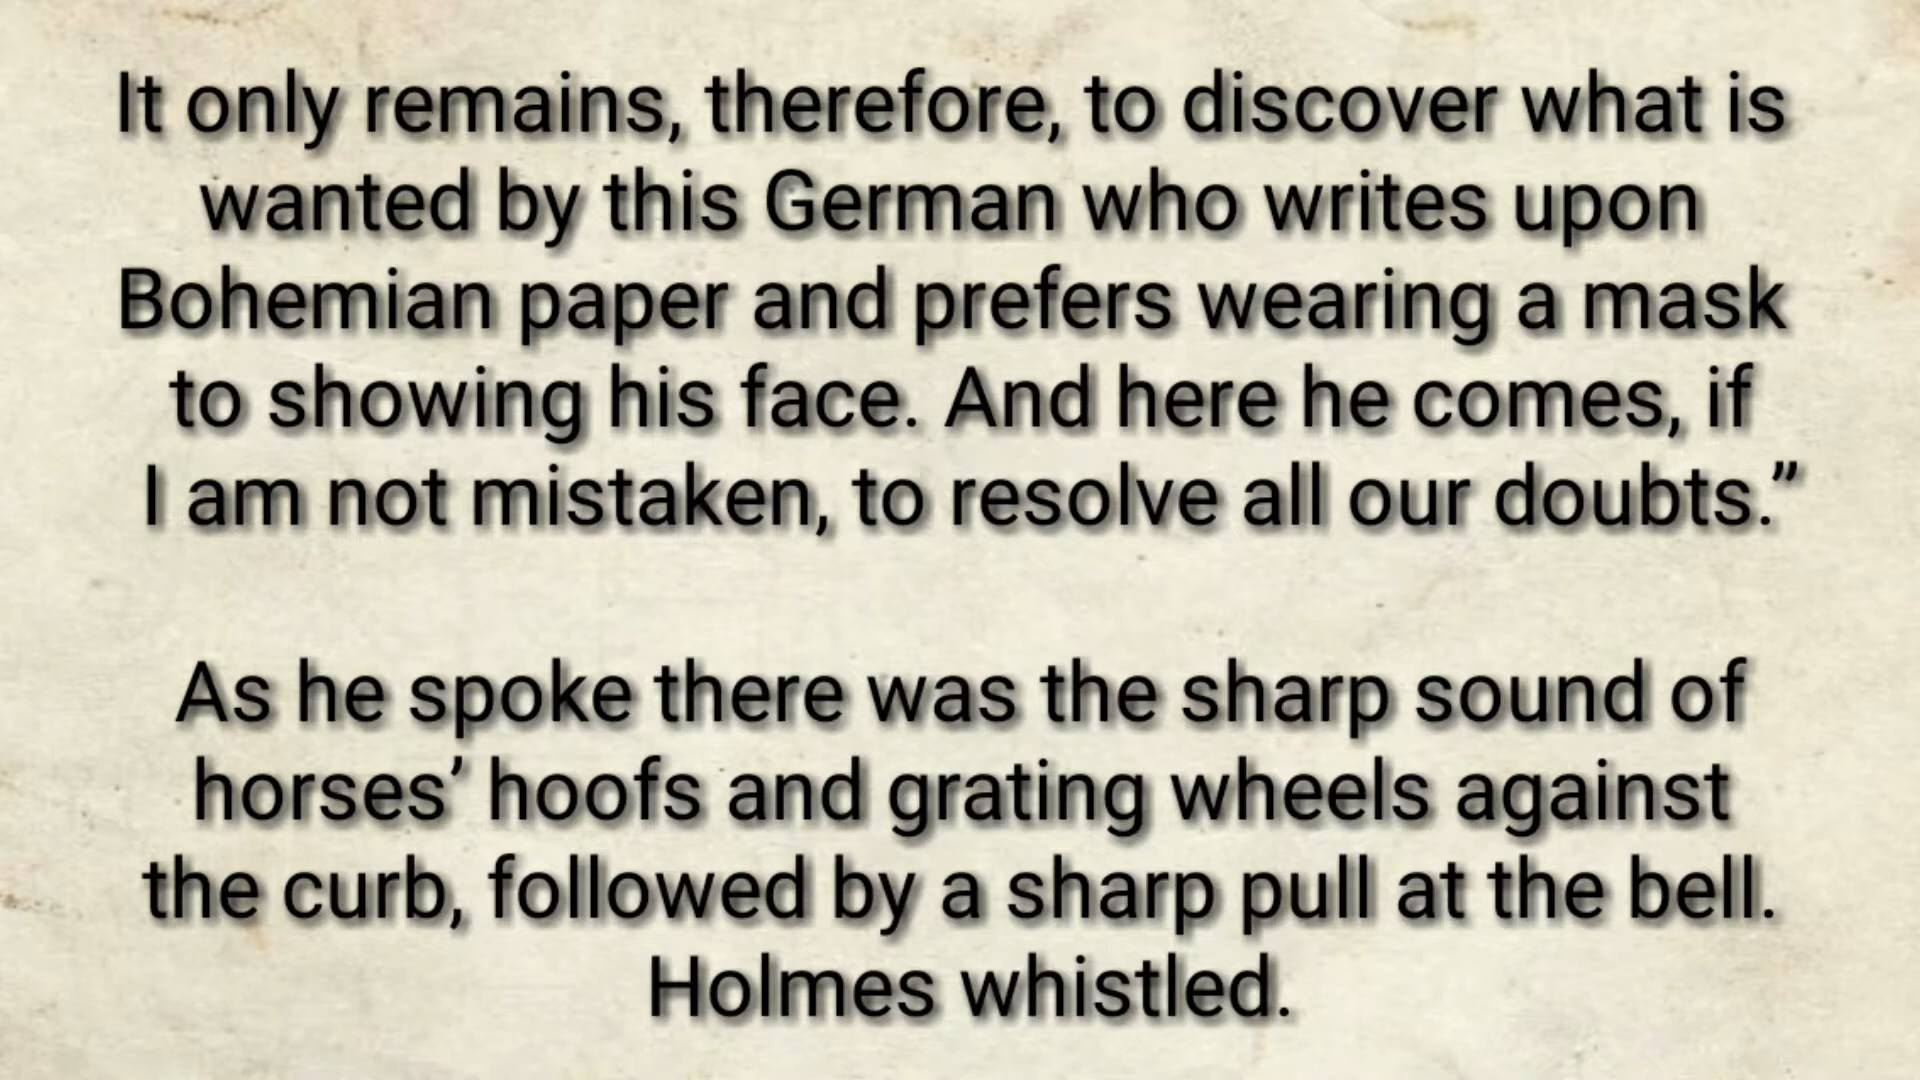 It only remains, therefore, to discover what is
wanted by this German who writes upon
Bohemian paper and prefers wearing a mask
to showing his face. And here he comes, if
I am not mistaken, to resolve all our doubts.”
As he spoke there was the sharp sound of
horses’ hoofs and grating wheels against
the curb, followed by a sharp pull at the bell.
Holmes whistled.